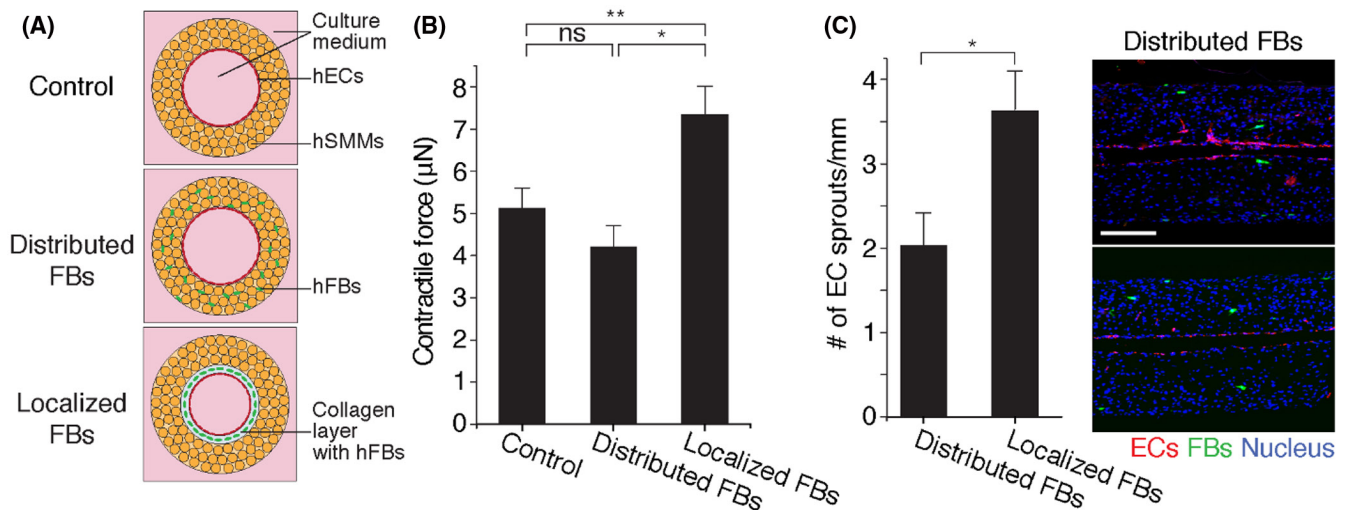 (A)
Control
Culture
medium
hECs
hSMMs
Distributed
FBs
hFBs
Localized
FBs
Collagen
layer
with hFBs
(B)
**
ns
*
Contractile force (µN)
8
7
6
5
4
3
2
1
0
Control
Distributed FBs
Localized FBs
(C)
*
# of EC sprouts/mm
4
3
2
1
0
Distributed FBs
Localized FBs
Distributed FBs
ECs FBs Nucleus